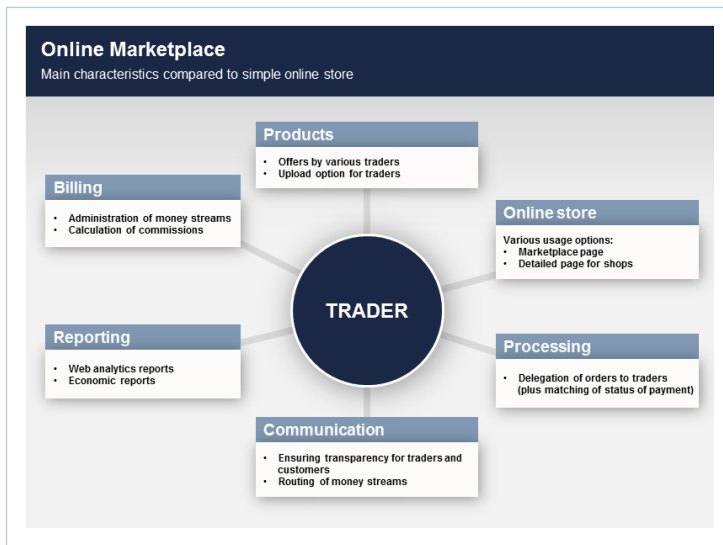 Online Marketplace
Main characteristics compared to simple online store
Products
• Offers by various traders
• Upload option for traders
Billing
• Administration of money streams
• Calculation of commissions
Online store
Various usage options:
• Marketplace page
• Detailed page for shops
TRADER
Reporting
• Web analytics reports
• Economic reports
Processing
• Delegation of orders to traders
(plus matching of status of payment)
Communication
• Ensuring transparency for traders and
customers
• Routing of money streams